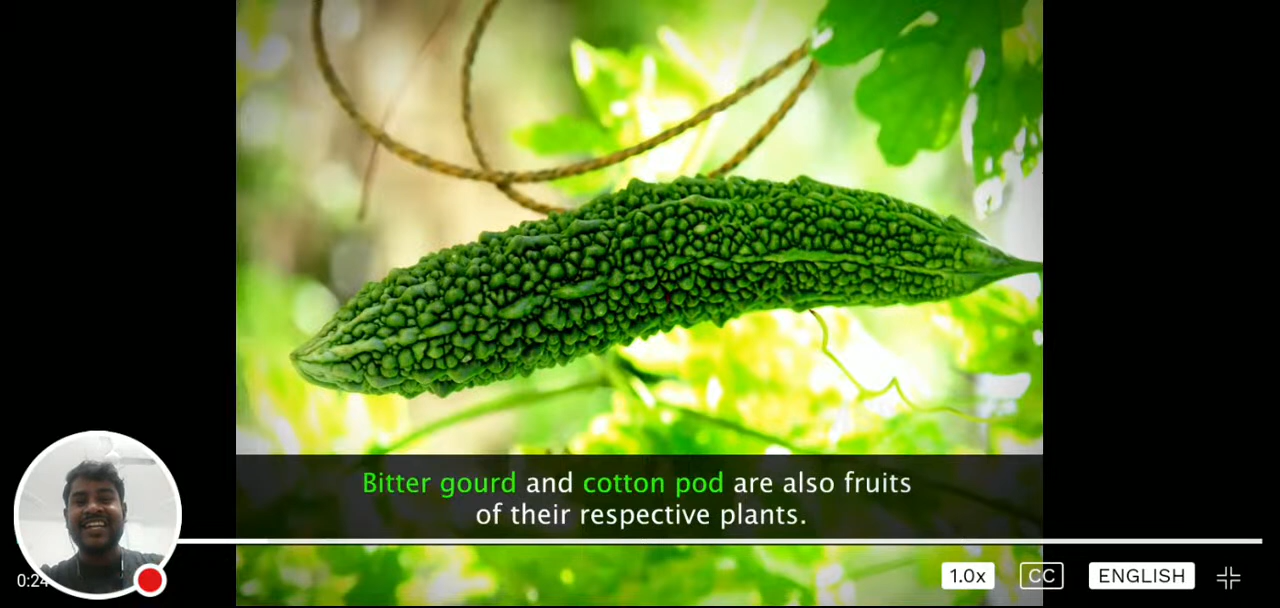 Bitter gourd and cotton pod are also fruits
of their respective plants.
0:24
1.0x
CC
ENGLISH